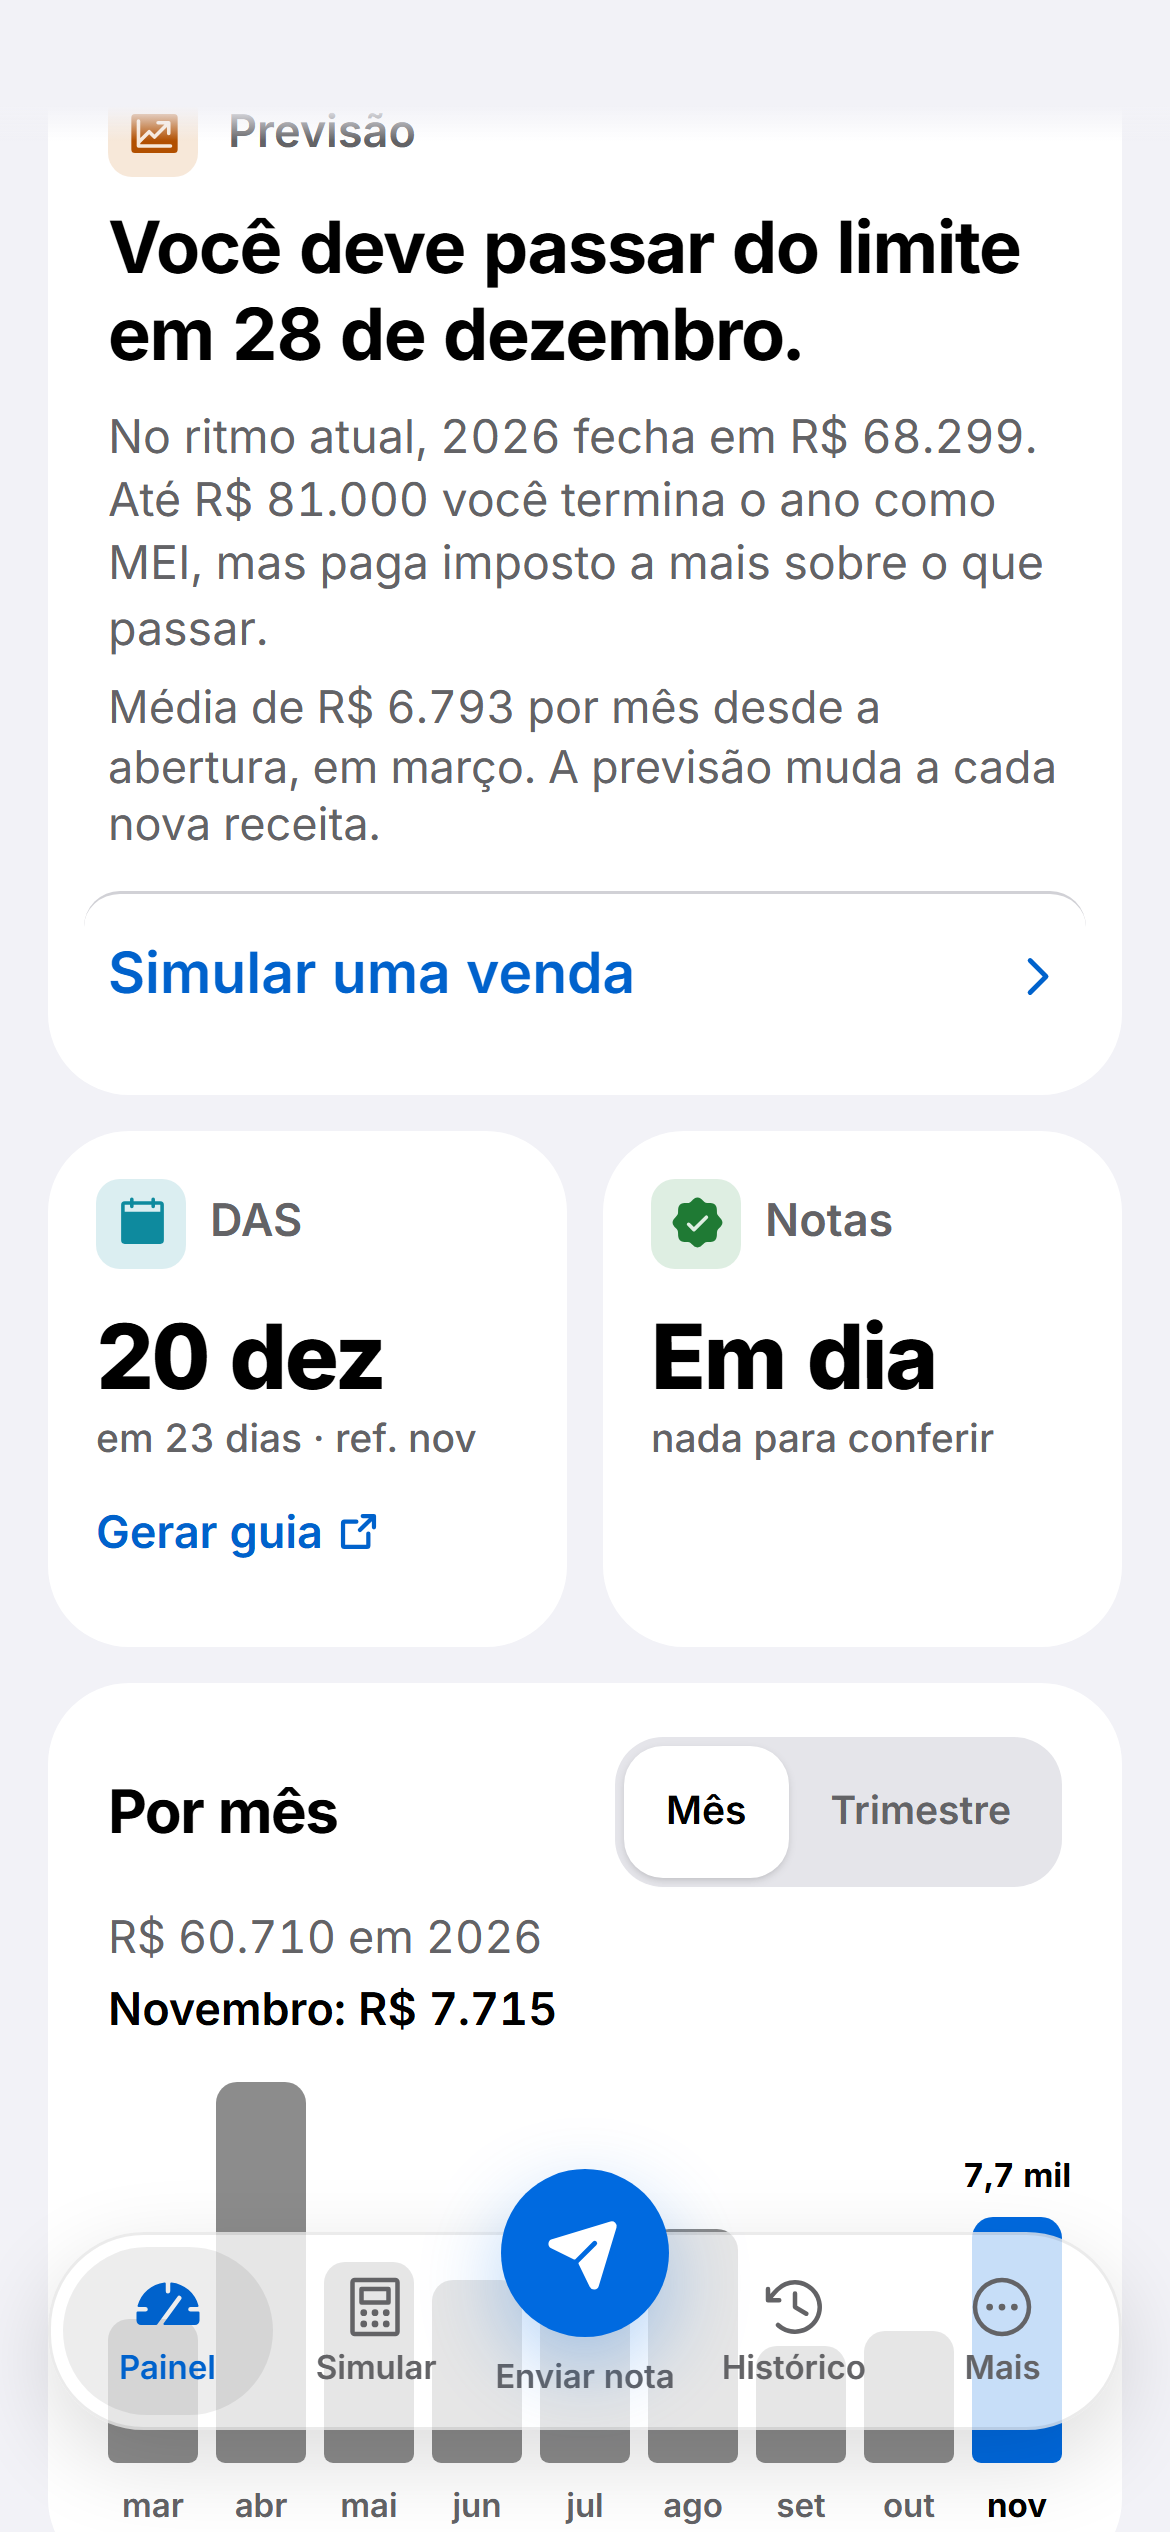 Previsão
Você deve passar do limite
em 28 de dezembro.
No ritmo atual, 2026 fecha em R$ 68.299.
Até R$ 81.000 você termina o ano como
MEI, mas paga imposto a mais sobre o que
passar.
Média de R$ 6.793 por mês desde a
abertura, em março. A previsão muda a cada
nova receita.
Simular uma venda
DAS
20 dez
em 23 dias · ref. nov
Gerar guia
Notas
Em dia
nada para conferir
Por mês
Mês
Trimestre
R$ 60.710 em 2026
Novembro: R$ 7.715
7,7 mil
Painel
Simular
Enviar nota
Histórico
Mais
mar
abr
mai
jun
jul
ago
set
out
nov